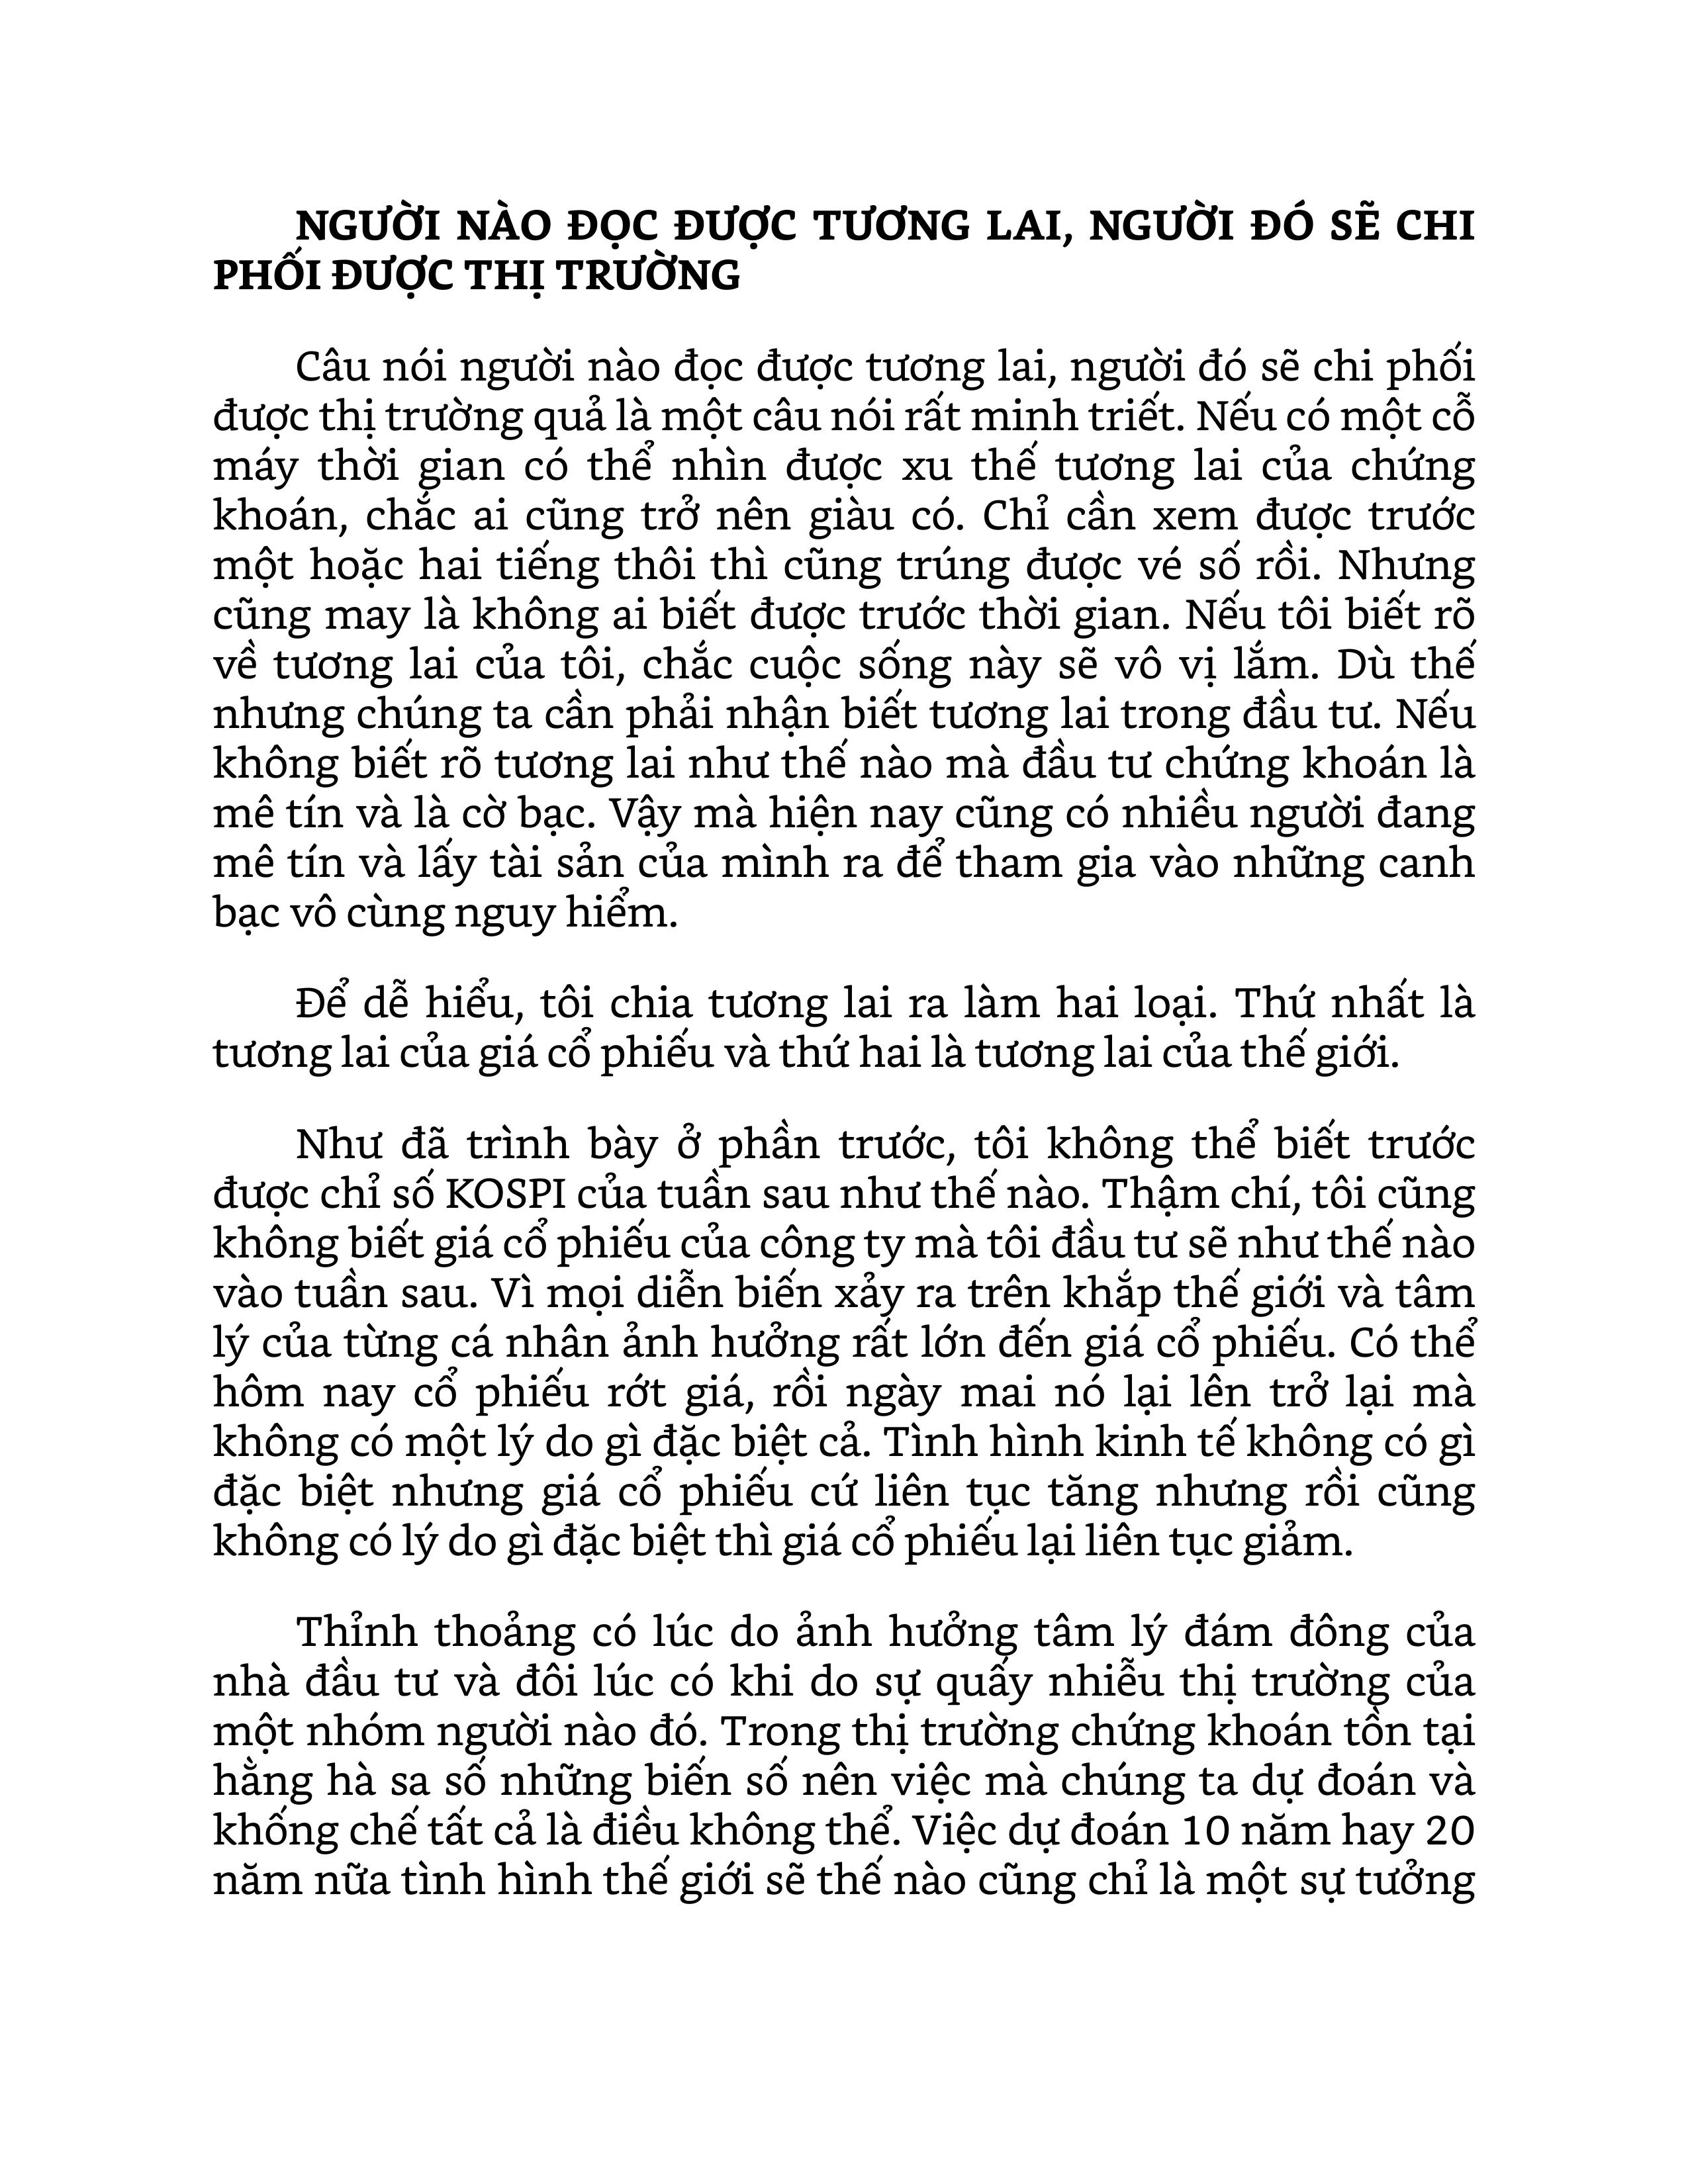 NGƯỜI NÀO ĐỌC ĐƯỢC TƯƠNG LAI, NGƯỜI ĐÓ SẼ CHI
PHỐI ĐƯỢC THỊ TRƯỜNG
Câu nói người nào đọc được tương lai, người đó sẽ chi phối
được thị trường quả là một câu nói rất minh triết. Nếu có một cỗ
máy thời gian có thể nhìn được xu thế tương lai của chứng
khoán, chắc ai cũng trở nên giàu có. Chỉ cần xem được trước
một hoặc hai tiếng thôi thì cũng trúng được vé số rồi. Nhưng
cũng may là không ai biết được trước thời gian. Nếu tôi biết rõ
về tương lai của tôi, chắc cuộc sống này sẽ vô vị lắm. Dù thế
nhưng chúng ta cần phải nhận biết tương lai trong đầu tư. Nếu
không biết rõ tương lai như thế nào mà đầu tư chứng khoán là
mê tín và là cờ bạc. Vậy mà hiện nay cũng có nhiều người đang
mê tín và lấy tài sản của mình ra để tham gia vào những canh
bạc vô cùng nguy hiểm.
Để dễ hiểu, tôi chia tương lai ra làm hai loại. Thứ nhất là
tương lai của giá cổ phiếu và thứ hai là tương lai của thế giới.
Như đã trình bày ở phần trước, tôi không thể biết trước
được chỉ số KOSPI của tuần sau như thế nào. Thậm chí, tôi cũng
không biết giá cổ phiếu của công ty mà tôi đầu tư sẽ như thế nào
vào tuần sau. Vì mọi diễn biến xảy ra trên khắp thế giới và tâm
lý của từng cá nhân ảnh hưởng rất lớn đến giá cổ phiếu. Có thể
hôm nay cổ phiếu rớt giá, rồi ngày mai nó lại lên trở lại mà
không có một lý do gì đặc biệt cả. Tình hình kinh tế không có gì
đặc biệt nhưng giá cổ phiếu cứ liên tục tăng nhưng rồi cũng
không có lý do gì đặc biệt thì giá cổ phiếu lại liên tục giảm.
Thỉnh thoảng có lúc do ảnh hưởng tâm lý đám đông của
nhà đầu tư và đôi lúc có khi do sự quấy nhiễu thị trường của
một nhóm người nào đó. Trong thị trường chứng khoán tồn tại
hằng hà sa số những biến số nên việc mà chúng ta dự đoán và
khống chế tất cả là điều không thể. Việc dự đoán 10 năm hay 20
năm nữa tình hình thế giới sẽ thế nào cũng chỉ là một sự tưởng